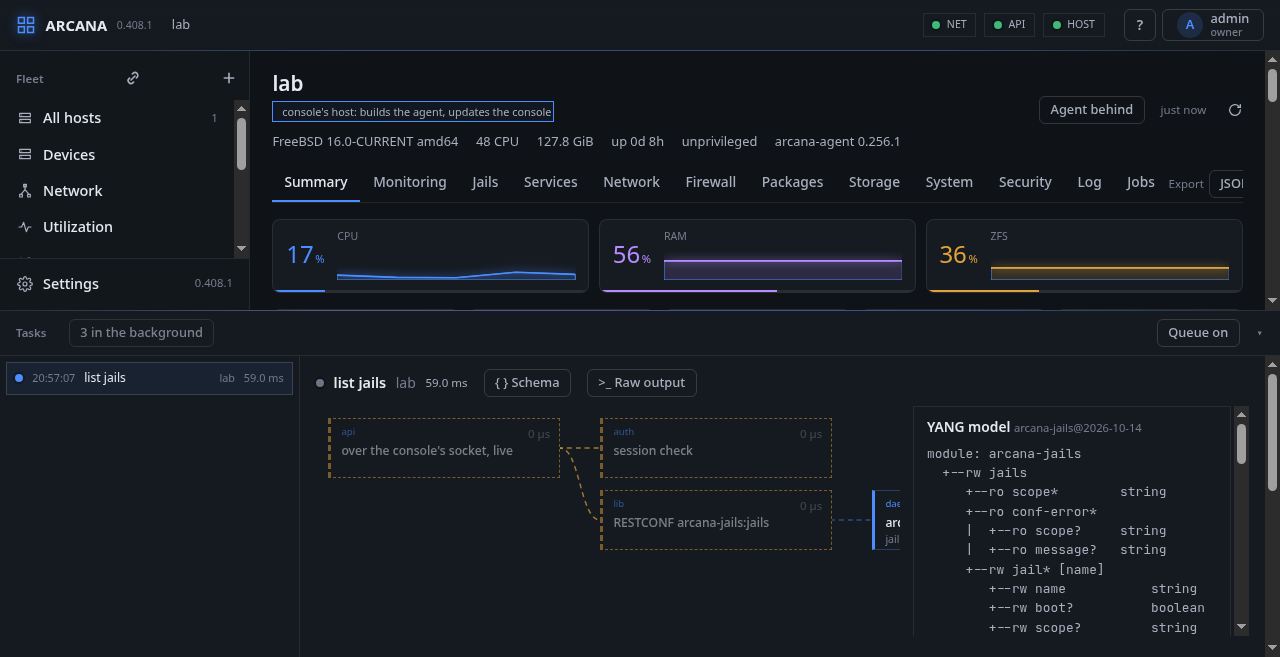 ARCANA 0.408.1 lab NET API HOST ? A admin
owner
Fleet
All hosts 1
Devices
Network
Utilization
Settings 0.408.1
lab
console's host: builds the agent, updates the console
Agent behind just now
FreeBSD 16.0-CURRENT amd64 48 CPU 127.8 GiB up 0d 8h unprivileged arcana-agent 0.256.1
Summary Monitoring Jails Services Network Firewall Packages Storage System Security Log Jobs Export JSO
CPU
17%
RAM
56%
ZFS
36%
Tasks 3 in the background Queue on
20:57:07 list jails lab 59.0 ms
list jails lab 59.0 ms { } Schema >_ Raw output
api 0 µs
over the console's socket, live
auth 0 µs
session check
lib 0 µs
RESTCONF arcana-jails:jails
dae
arc
jail
YANG model arcana-jails@2026-10-14
module: arcana-jails
+--rw jails
+--ro scope* string
+--ro conf-error*
| +--ro scope? string
| +--ro message? string
+--rw jail* [name]
+--rw name string
+--rw boot? boolean
+--rw scope? string